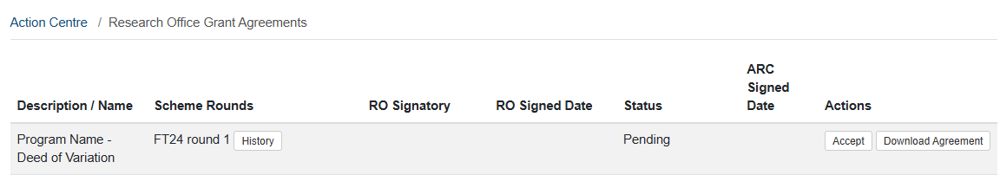 Action Centre / Research Office Grant Agreements
Description / Name Scheme Rounds RO Signatory RO Signed Date Status ARC Signed Date Actions
Program Name - Deed of Variation FT24 round 1 History Pending Accept Download Agreement